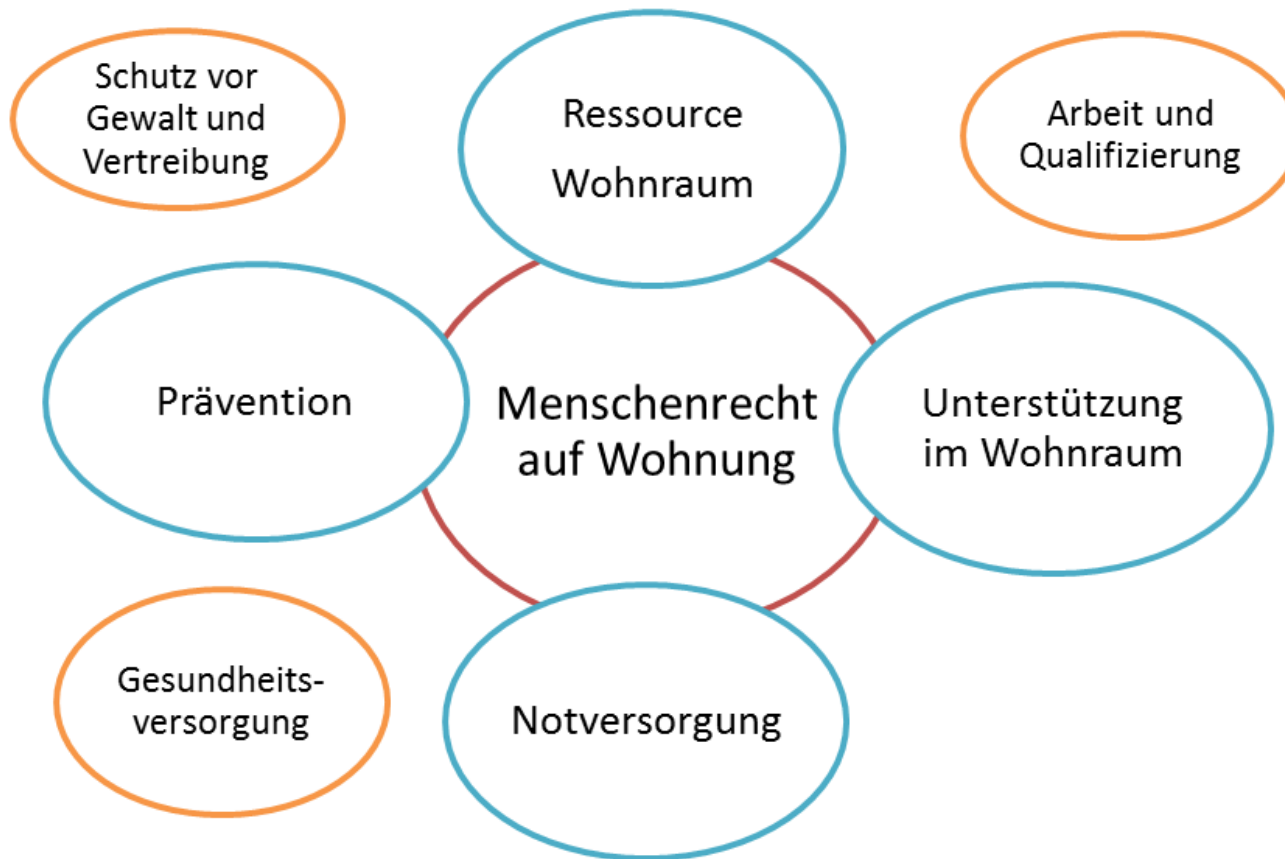 Schutz vor
Gewalt und
Vertreibung
Ressource
Wohnraum
Arbeit und
Qualifizierung
Prävention
Menschenrecht
auf Wohnung
Unterstützung
im Wohnraum
Gesundheits-
versorgung
Notversorgung